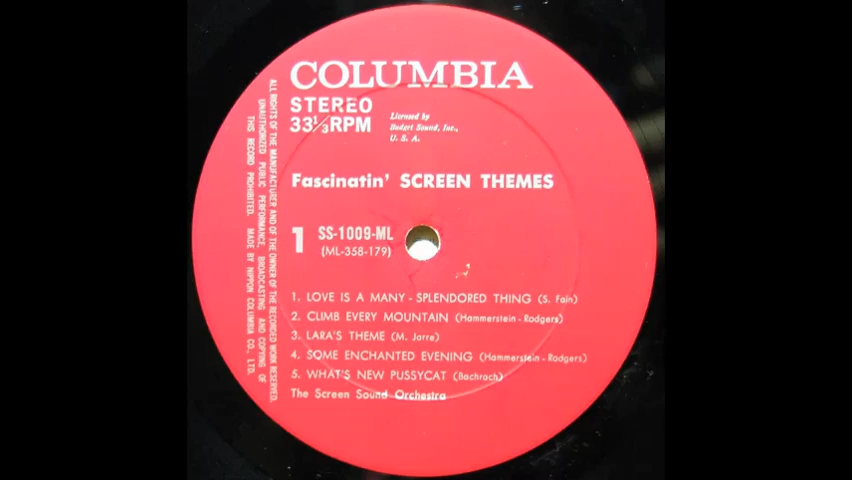 COLUMBIA
STEREO
33⅓RPM
Licensed by
Budget Sound, Inc.,
U. S. A.
Fascinatin' SCREEN THEMES
1
SS-1009-ML
(ML-358-179)
1. LOVE IS A MANY - SPLENDORED THING (S. Fain)
2. CLIMB EVERY MOUNTAIN (Hammerstein - Rodgers)
3. LARA'S THEME (M. Jarre)
4. SOME ENCHANTED EVENING (Hammerstein - Rodgers)
5. WHAT'S NEW PUSSYCAT (Bachrach)
The Screen Sound Orchestra
ALL RIGHTS OF THE MANUFACTURER AND OF THE OWNER OF THE RECORDED WORK RESERVED.
UNAUTHORIZED PUBLIC PERFORMANCE, BROADCASTING AND COPYING OF
THIS RECORD PROHIBITED. MADE BY NIPPON COLUMBIA CO., LTD.